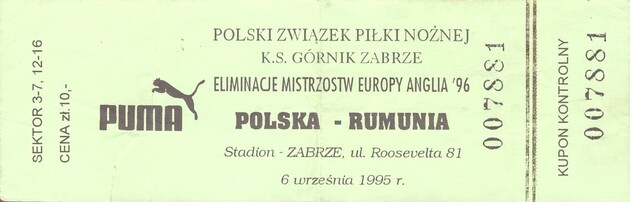 SEKTOR 3-7, 12-16
CENA zł.10,-
PUMA
POLSKI ZWIĄZEK PIŁKI NOŻNEJ
K.S. GÓRNIK ZABRZE
ELIMINACJE MISTRZOSTW EUROPY ANGLIA '96
POLSKA - RUMUNIA
Stadion - ZABRZE, ul. Roosevelta 81
6 września 1995 r.
007881
KUPON KONTROLNY
007881